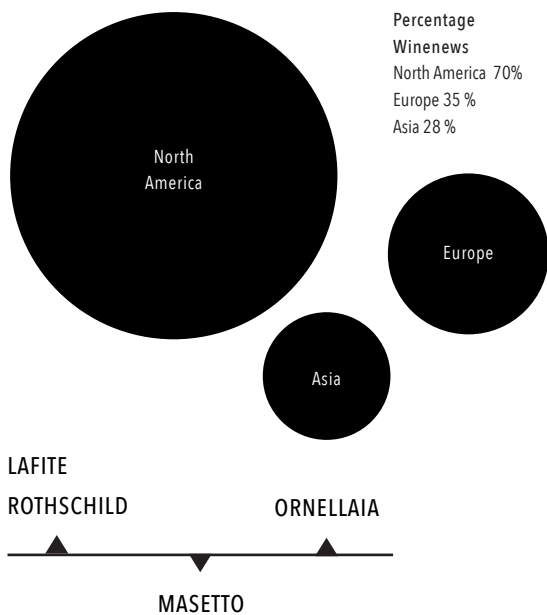 Percentage
Winenews
North America 70%
Europe 35 %
Asia 28 %
North
America
Europe
Asia
LAFITE
ROTHSCHILD
ORNELLAIA
MASETTO